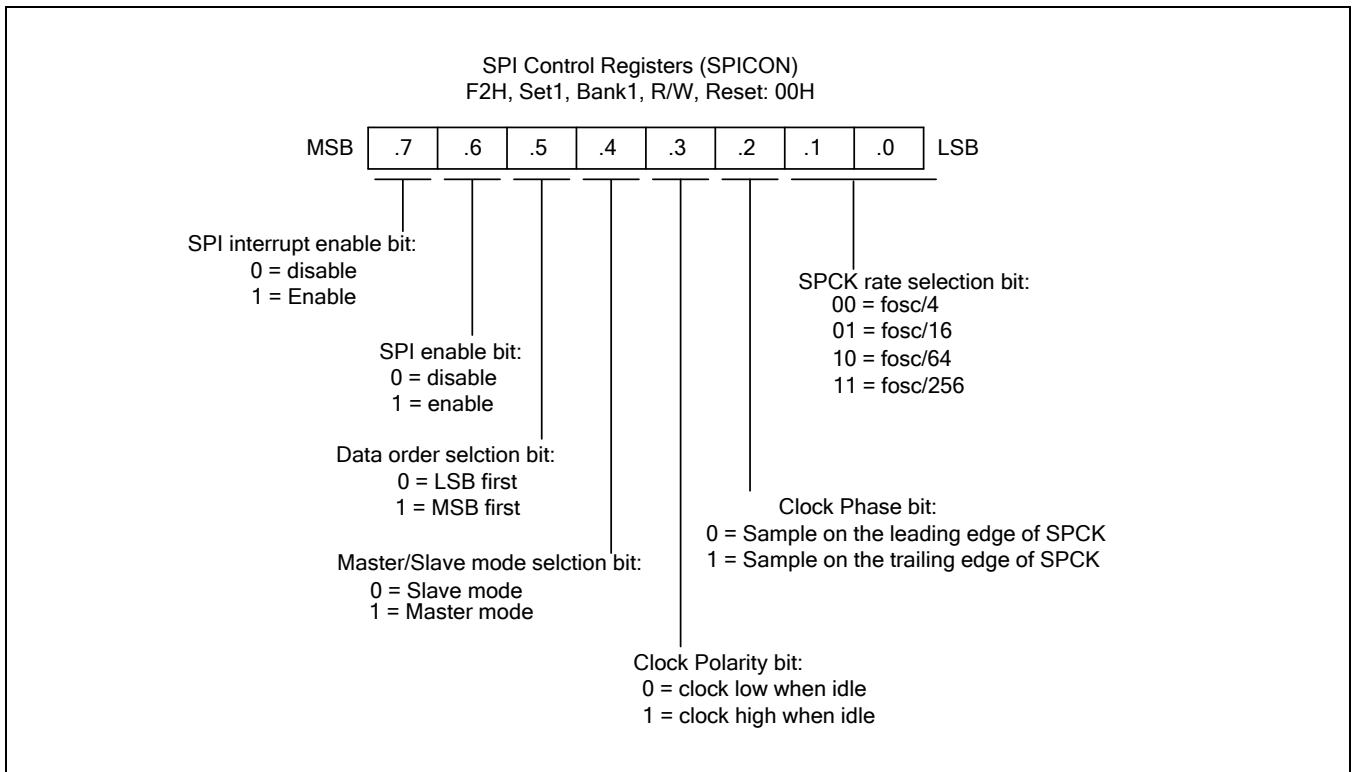 SPI Control Registers (SPICON)
F2H, Set1, Bank1, R/W, Reset: 00H
MSB .7 .6 .5 .4 .3 .2 .1 .0 LSB
SPI interrupt enable bit:
0 = disable
1 = Enable
SPI enable bit:
0 = disable
1 = enable
Data order selction bit:
0 = LSB first
1 = MSB first
Master/Slave mode selction bit:
0 = Slave mode
1 = Master mode
Clock Polarity bit:
0 = clock low when idle
1 = clock high when idle
Clock Phase bit:
0 = Sample on the leading edge of SPCK
1 = Sample on the trailing edge of SPCK
SPCK rate selection bit:
00 = fosc/4
01 = fosc/16
10 = fosc/64
11 = fosc/256